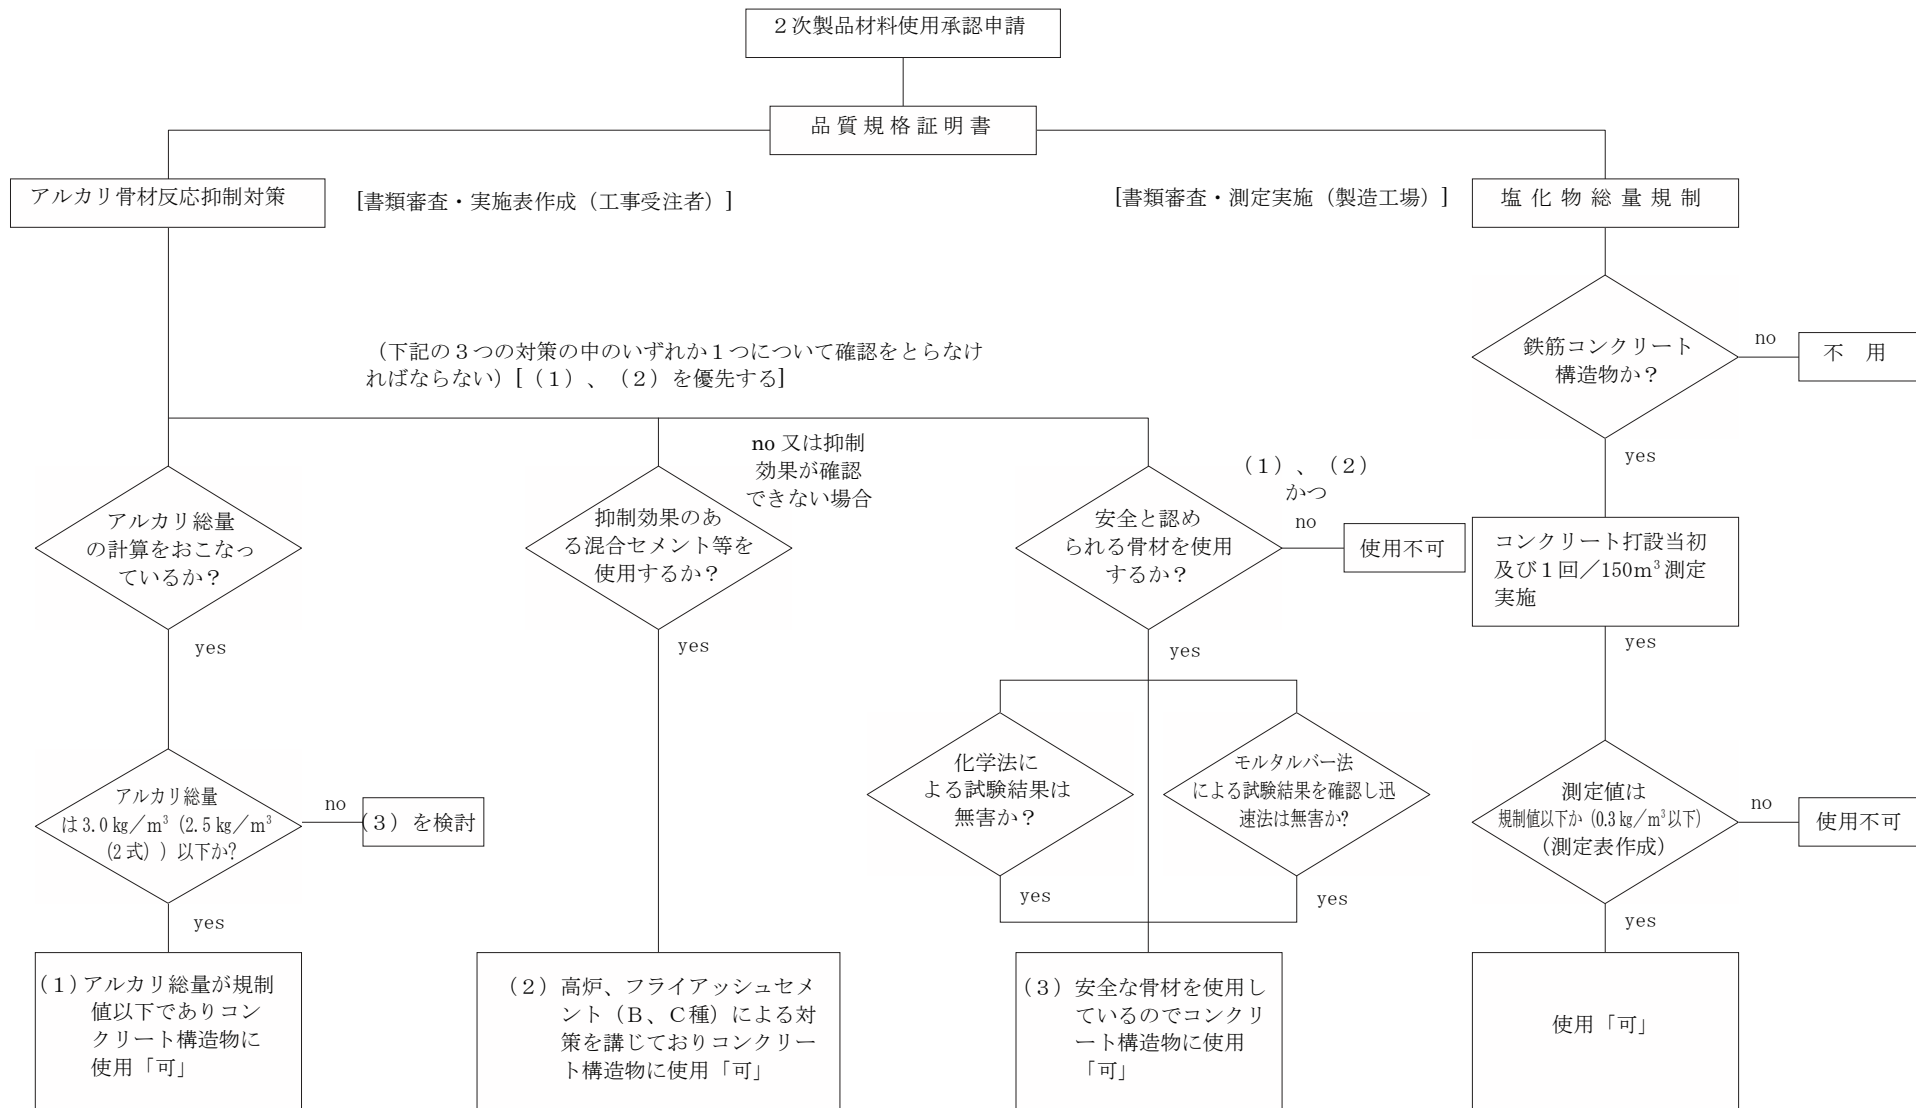 ２次製品材料使用承認申請
品質規格証明書
アルカリ骨材反応抑制対策
[書類審査・実施表作成（工事受注者）]
[書類審査・測定実施（製造工場）]
塩化物総量規制
鉄筋コンクリート
構造物か？
no
不　用
yes
（下記の３つの対策の中のいずれか１つについて確認をとらなけ
ればならない）[（１）、（２）を優先する]
アルカリ総量
の計算をおこなっ
ているか？
yes
抑制効果のあ
る混合セメント等を
使用するか？
yes
no 又は抑制
効果が確認
できない場合
安全と認め
られる骨材を使用
するか？
yes
（１）、（２）
かつ
no
使用不可
コンクリート打設当初
及び１回／150m³測定
実施
yes
アルカリ総量
は3.0kg／m³（2.5kg／m³
（2式））以下か?
no
（３）を検討
yes
化学法に
よる試験結果は
無害か？
yes
モルタルバー法
による試験結果を確認し迅
速法は無害か?
yes
測定値は
規制値以下か（0.3kg／m³以下）
（測定表作成）
no
使用不可
yes
（１）アルカリ総量が規制
値以下でありコン
クリート構造物に
使用「可」
（２）高炉、フライアッシュセメ
ント（Ｂ、Ｃ種）による対
策を講じておりコンクリー
ト構造物に使用「可」
（３）安全な骨材を使用し
ているのでコンクリ
ート構造物に使用
「可」
使用「可」